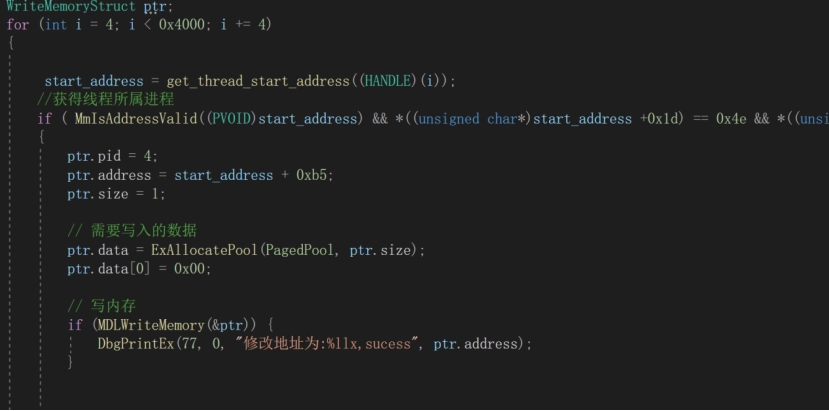 WriteMemoryStruct ptr;
for (int i = 4; i < 0x4000; i += 4)
{
start_address = get_thread_start_address((HANDLE)(i));
//获得线程所属进程
if ( MmIsAddressValid((PVOID)start_address) && *((unsigned char*)start_address +0x1d) == 0x4e && *((unsi
{
ptr.pid = 4;
ptr.address = start_address + 0xb5;
ptr.size = 1;
// 需要写入的数据
ptr.data = ExAllocatePool(PagedPool, ptr.size);
ptr.data[0] = 0x00;
// 写内存
if (MDLWriteMemory(&ptr)) {
DbgPrintEx(77, 0, "修改地址为:%llx,sucess", ptr.address);
}